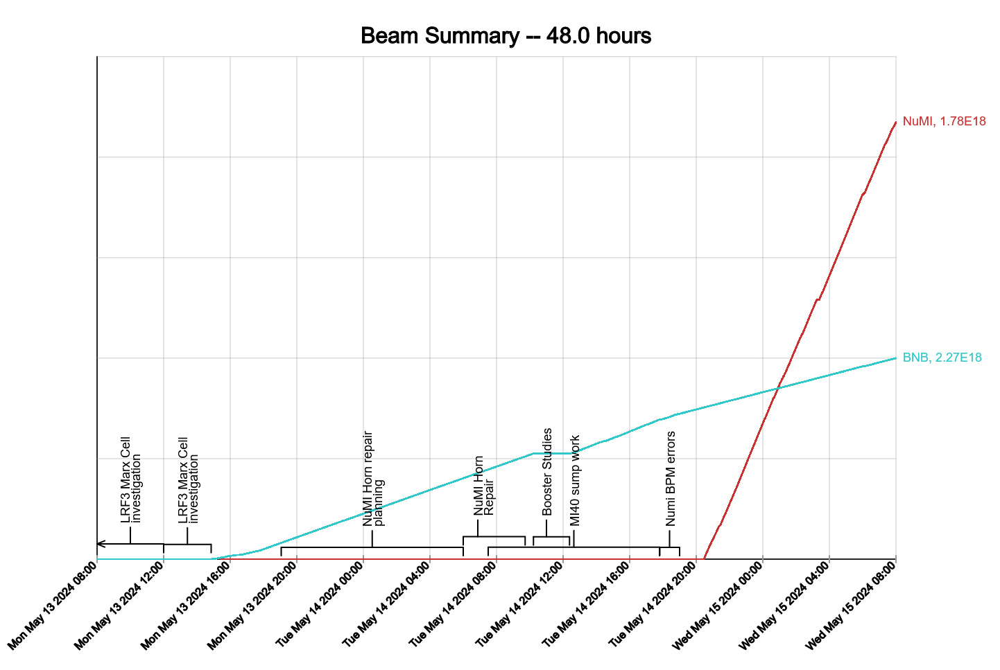 Beam Summary -- 48.0 hours
NuMI, 1.78E18
BNB, 2.27E18
LRF3 Marx Cell
investigation
LRF3 Marx Cell
investigation
NuMI Horn repair
planning
NuMI Horn
Repair
Booster Studies
MI40 sump work
Numi BPM errors
Mon May 13 2024 08:00
Mon May 13 2024 12:00
Mon May 13 2024 16:00
Mon May 13 2024 20:00
Tue May 14 2024 00:00
Tue May 14 2024 04:00
Tue May 14 2024 08:00
Tue May 14 2024 12:00
Tue May 14 2024 16:00
Tue May 14 2024 20:00
Wed May 15 2024 00:00
Wed May 15 2024 04:00
Wed May 15 2024 08:00